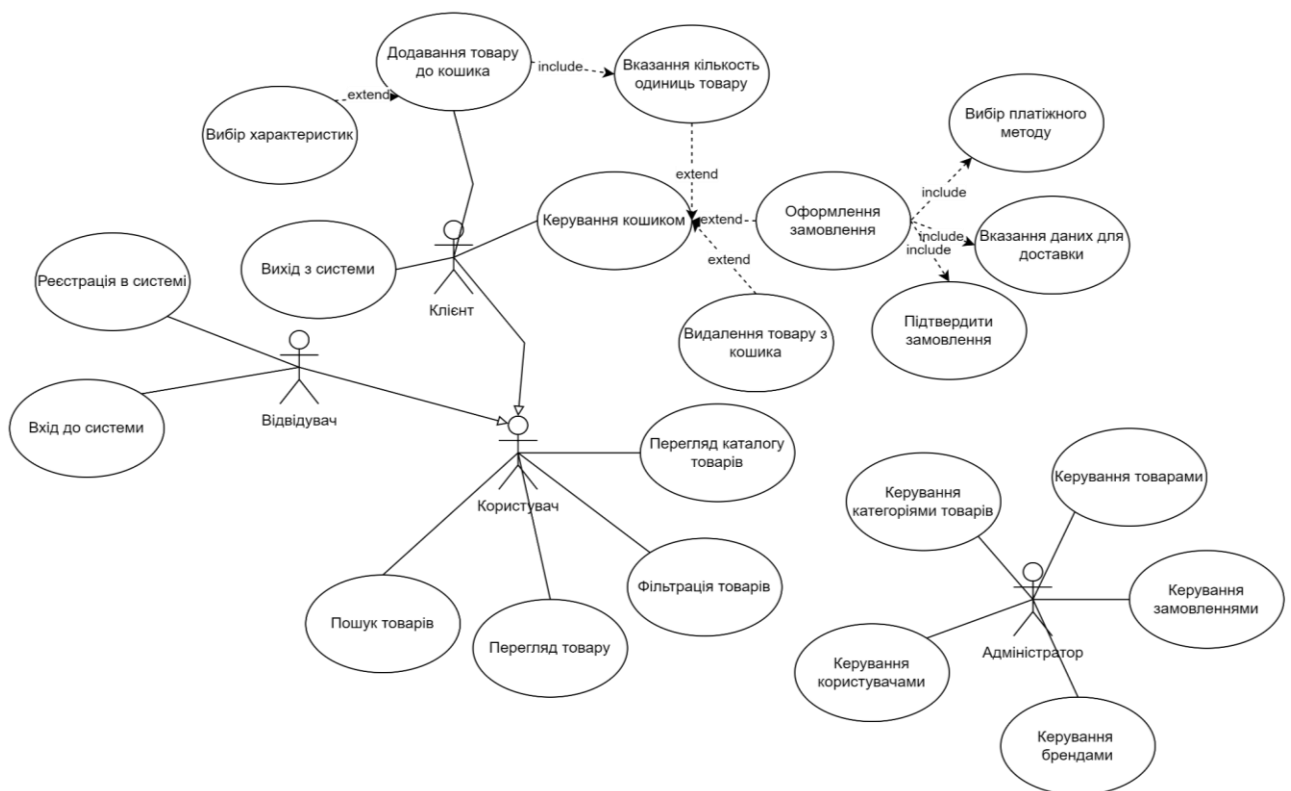 Додавання товару
до кошика
include
Вказання кількость
одиниць товару
extend
Вибір характеристик
Вибір платіжного
методу
extend
include
Керування кошиком
extend
Оформлення
замовлення
include
include
Вказання даних для
доставки
extend
Вихід з системи
Клієнт
Реєстрація в системі
Видалення товару з
кошика
Підтвердити
замовлення
Відвідувач
Вхід до системи
Перегляд каталогу
товарів
Користувач
Керування
категоріями товарів
Керування товарами
Фільтрація товарів
Керування
замовленнями
Пошук товарів
Перегляд товару
Адміністратор
Керування
користувачами
Керування
брендами